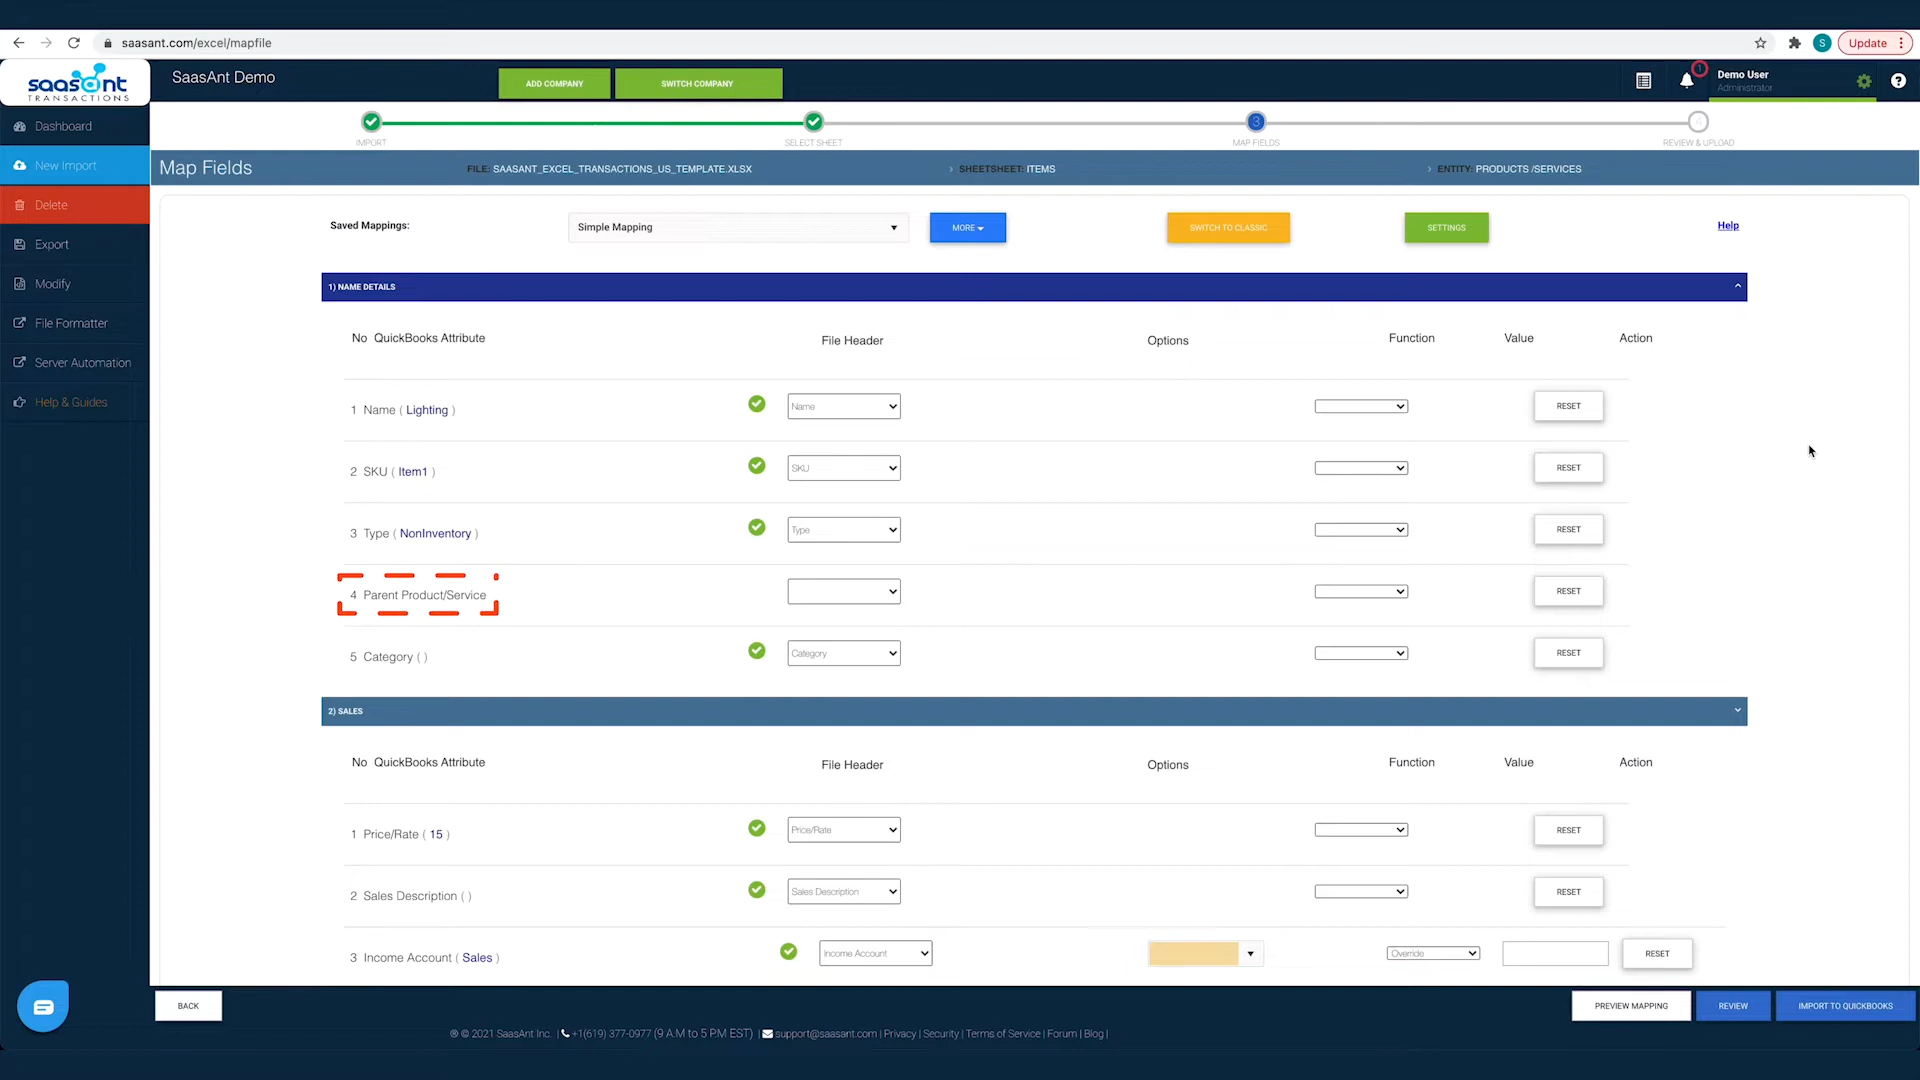 saasant.com/excel/mapfile
S
Update
saasant
TRANSACTIONS
SaasAnt Demo
ADD COMPANY
SWITCH COMPANY
1
Demo User
Administrator
?
Dashboard
New Import
Delete
Export
Modify
File Formatter
Server Automation
Help & Guides
IMPORT
SELECT SHEET
3
MAP FIELDS
4
REVIEW & UPLOAD
Map Fields
FILE: SAASANT_EXCEL_TRANSACTIONS_US_TEMPLATE.XLSX
› SHEETSHEET: ITEMS
› ENTITY: PRODUCTS /SERVICES
Saved Mappings:
Simple Mapping
MORE
SWITCH TO CLASSIC
SETTINGS
Help
1) NAME DETAILS
No QuickBooks Attribute File Header Options Function Value Action
1 Name ( Lighting ) Name RESET
2 SKU ( Item1 ) SKU RESET
3 Type ( NonInventory ) Type RESET
4 Parent Product/Service RESET
5 Category ( ) Category RESET
2) SALES
No QuickBooks Attribute File Header Options Function Value Action
1 Price/Rate ( 15 ) Price/Rate RESET
2 Sales Description ( ) Sales Description RESET
3 Income Account ( Sales ) Income Account Override RESET
BACK
PREVIEW MAPPING
REVIEW
IMPORT TO QUICKBOOKS
® © 2021 SaasAnt Inc. | +1(619) 377-0977 (9 A.M to 5 P.M EST) | support@saasant.com | Privacy | Security | Terms of Service | Forum | Blog |